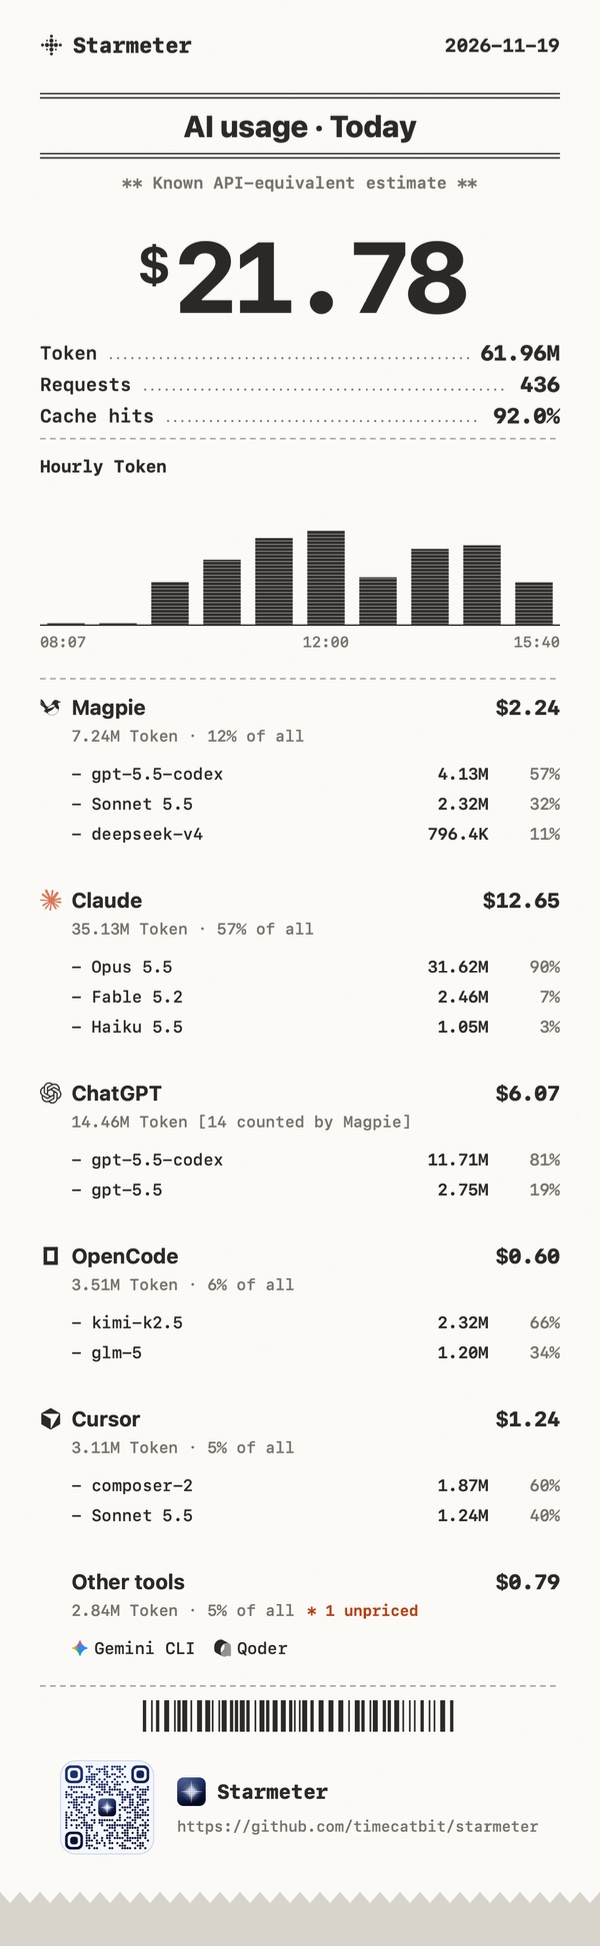 Starmeter 2026-11-19
AI usage · Today
** Known API-equivalent estimate **
$21.78
Token 61.96M
Requests 436
Cache hits 92.0%
Hourly Token
08:07 12:00 15:40
Magpie $2.24
7.24M Token · 12% of all
– gpt-5.5-codex 4.13M 57%
– Sonnet 5.5 2.32M 32%
– deepseek-v4 796.4K 11%
Claude $12.65
35.13M Token · 57% of all
– Opus 5.5 31.62M 90%
– Fable 5.2 2.46M 7%
– Haiku 5.5 1.05M 3%
ChatGPT $6.07
14.46M Token [14 counted by Magpie]
– gpt-5.5-codex 11.71M 81%
– gpt-5.5 2.75M 19%
OpenCode $0.60
3.51M Token · 6% of all
– kimi-k2.5 2.32M 66%
– glm-5 1.20M 34%
Cursor $1.24
3.11M Token · 5% of all
– composer-2 1.87M 60%
– Sonnet 5.5 1.24M 40%
Other tools $0.79
2.84M Token · 5% of all * 1 unpriced
Gemini CLI Qoder
Starmeter
https://github.com/timecatbit/starmeter